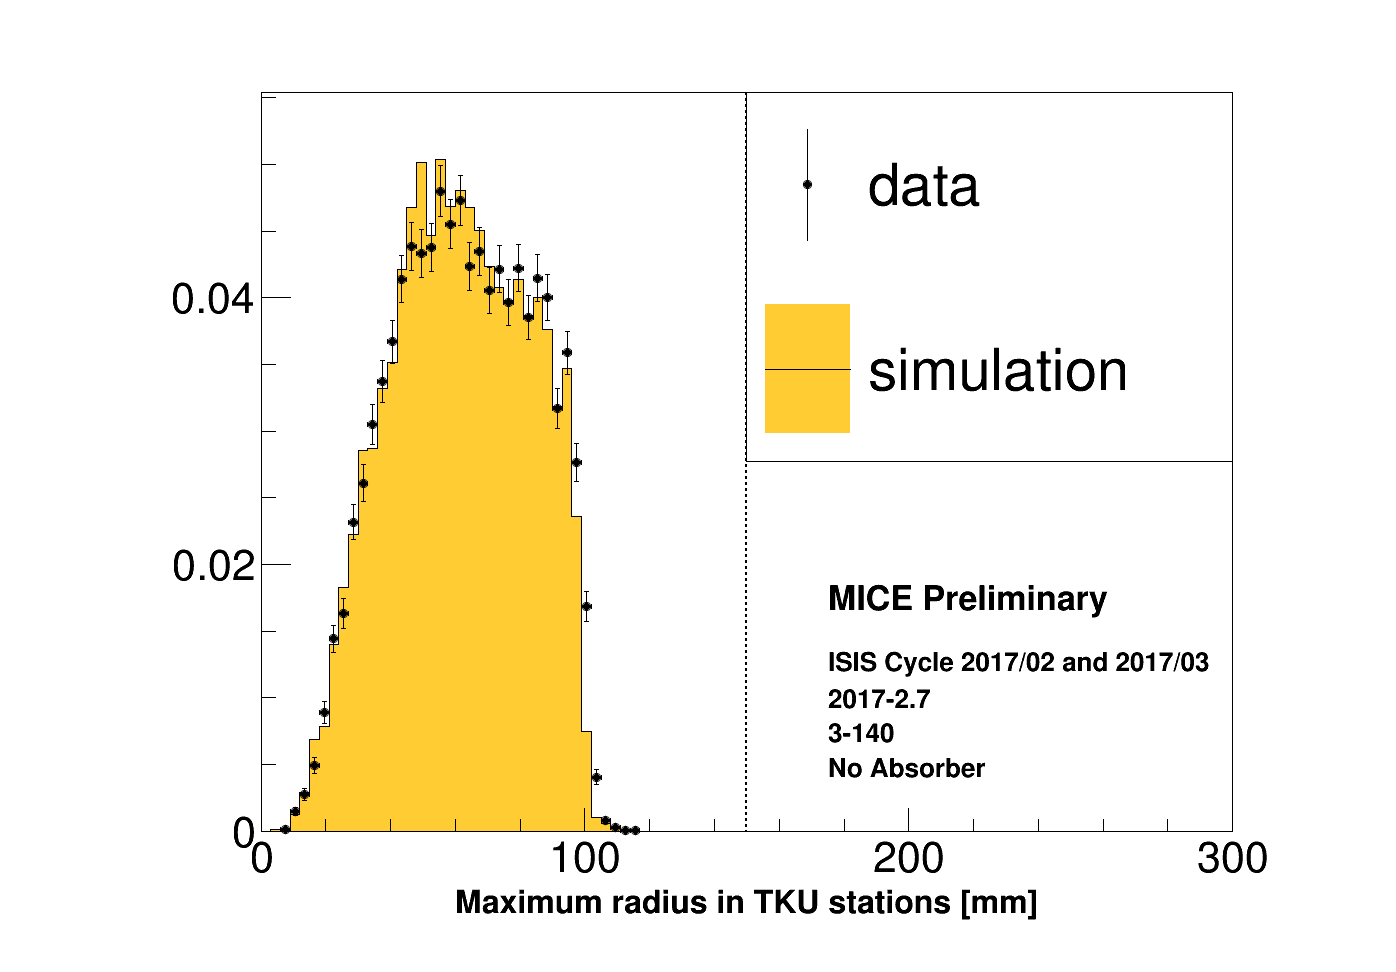 data
simulation
0.04
0.02
0
MICE Preliminary
ISIS Cycle 2017/02 and 2017/03
2017-2.7
3-140
No Absorber
0 100 200 300
Maximum radius in TKU stations [mm]